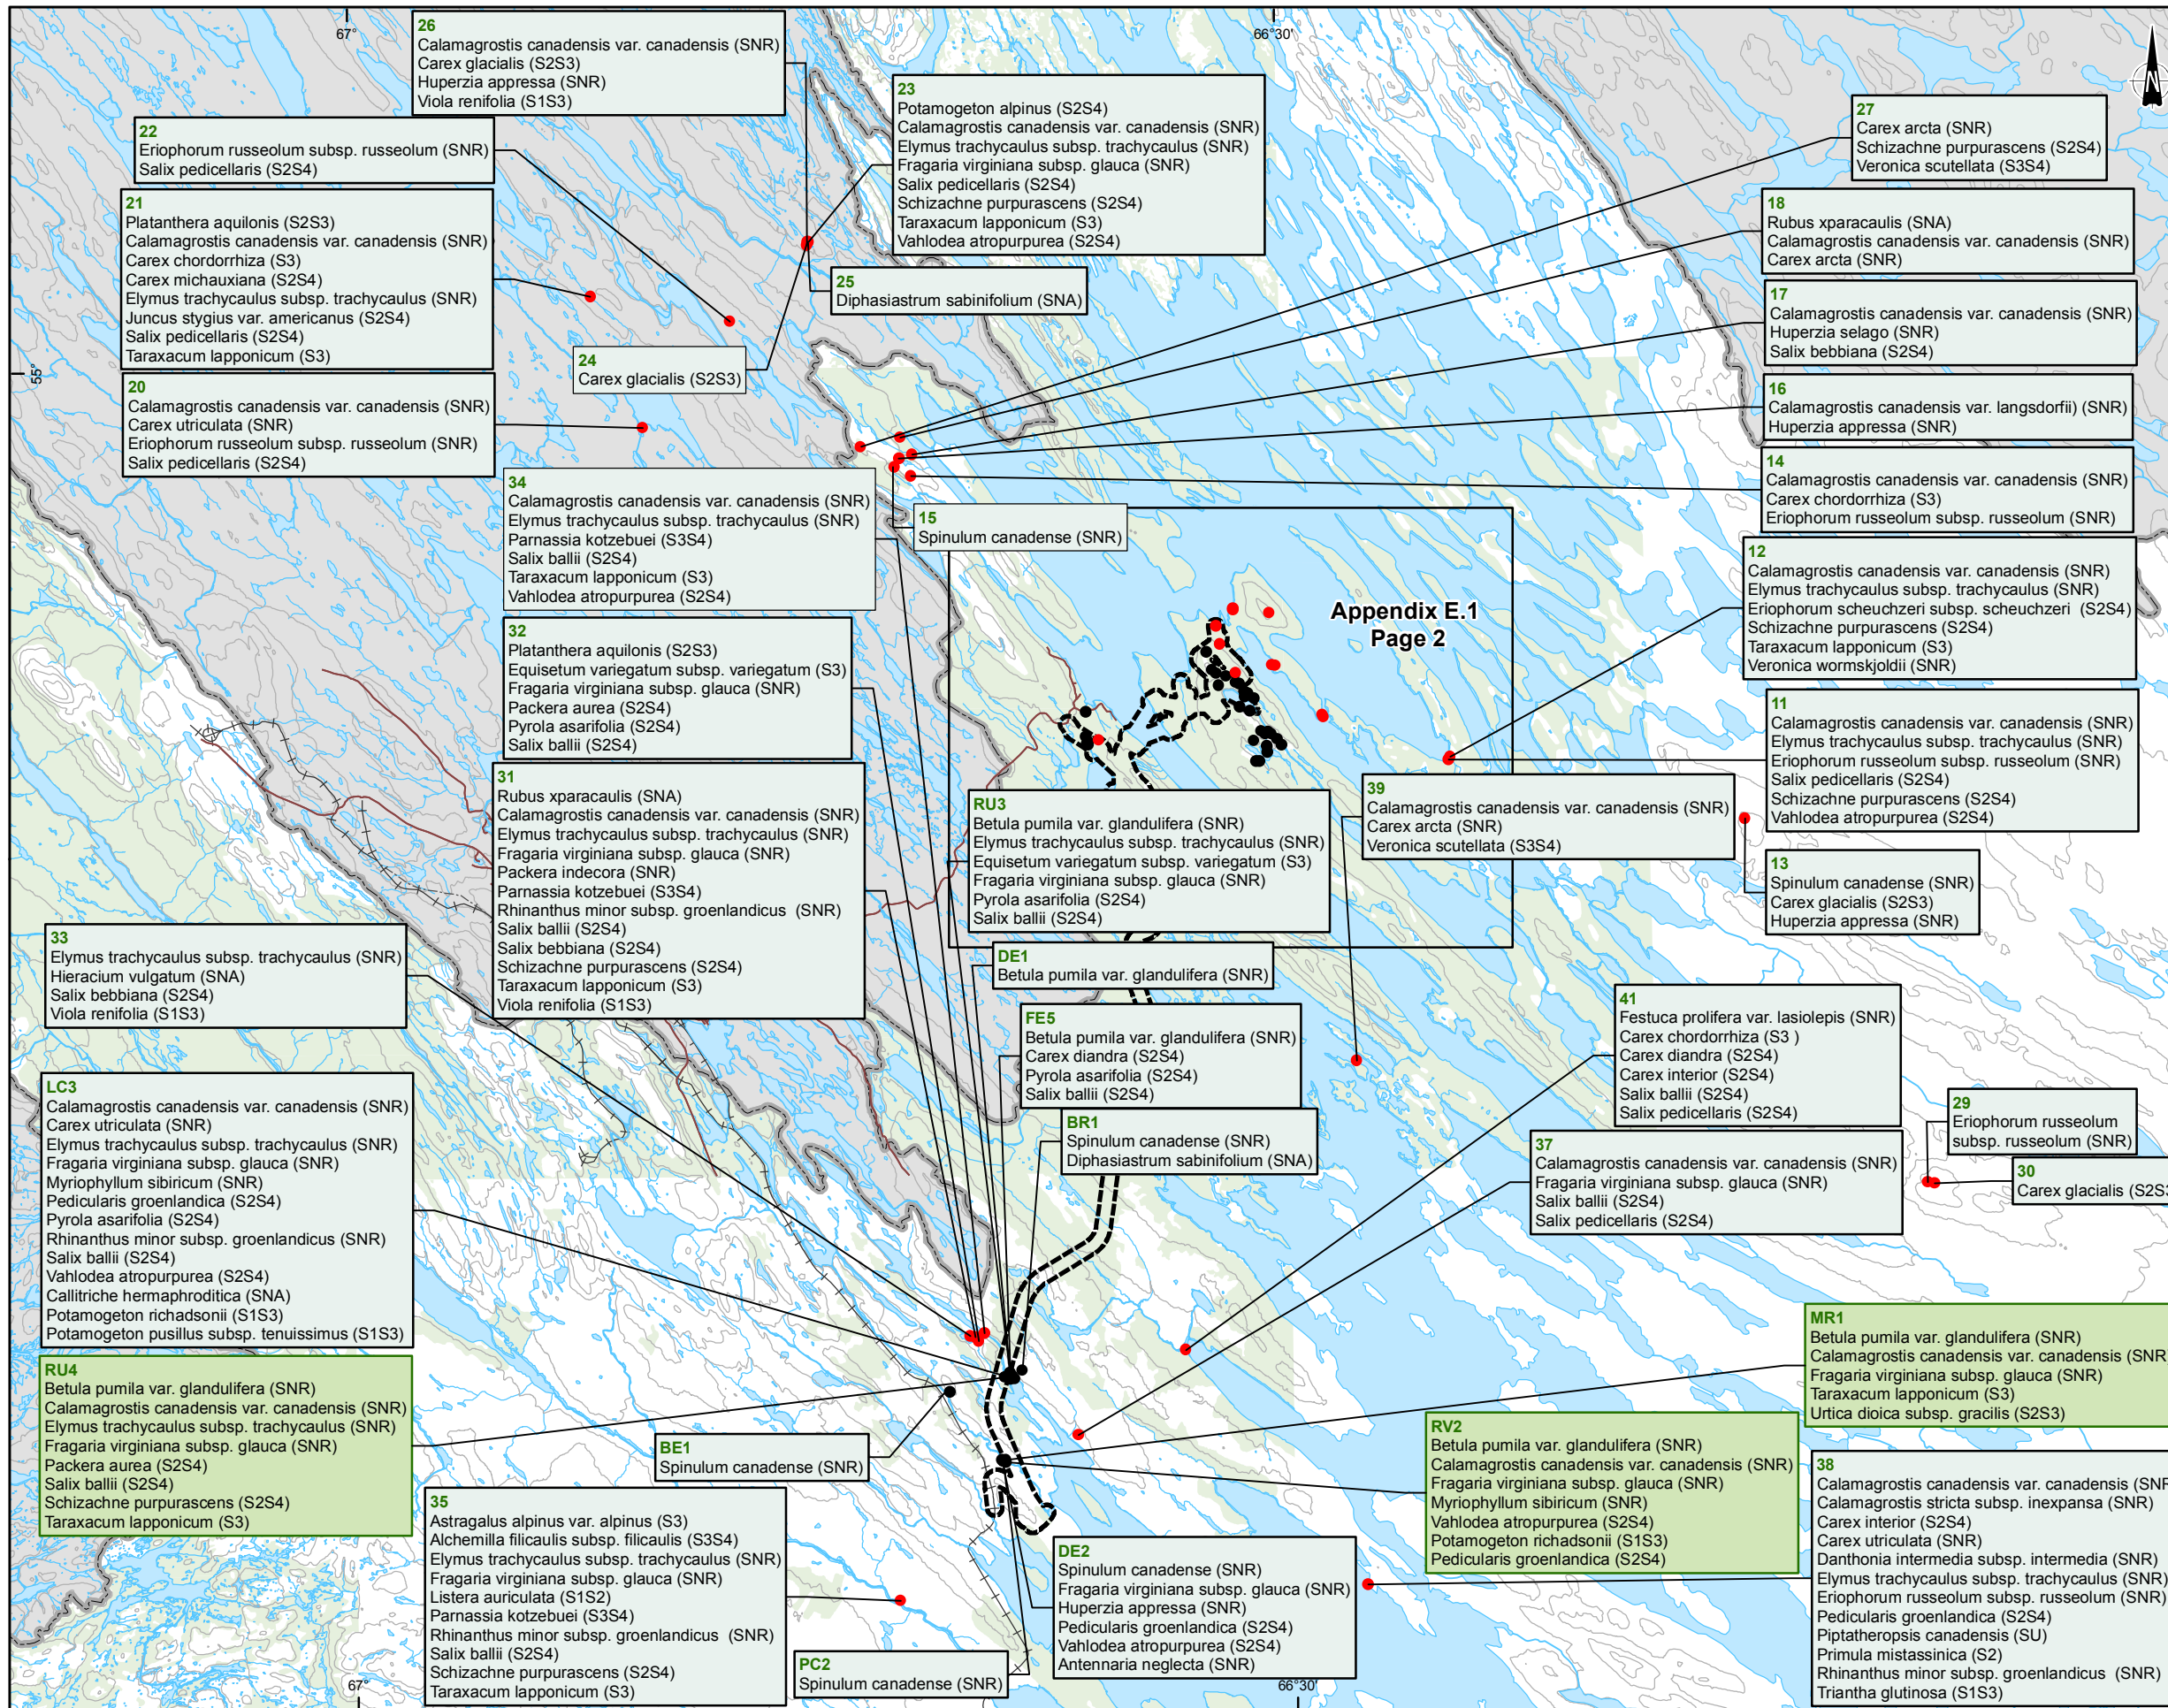 67°
66°30'
26
Calamagrostis canadensis var. canadensis (SNR)
Carex glacialis (S2S3)
Huperzia appressa (SNR)
Viola renifolia (S1S3)
23
Potamogeton alpinus (S2S4)
Calamagrostis canadensis var. canadensis (SNR)
Elymus trachycaulus subsp. trachycaulus (SNR)
Fragaria virginiana subsp. glauca (SNR)
Salix pedicellaris (S2S4)
Schizachne purpurascens (S2S4)
Taraxacum lapponicum (S3)
Vahlodea atropurpurea (S2S4)
27
Carex arcta (SNR)
Schizachne purpurascens (S2S4)
Veronica scutellata (S3S4)
22
Eriophorum russeolum subsp. russeolum (SNR)
Salix pedicellaris (S2S4)
21
Platanthera aquilonis (S2S3)
Calamagrostis canadensis var. canadensis (SNR)
Carex chordorrhiza (S3)
Carex michauxiana (S2S4)
Elymus trachycaulus subsp. trachycaulus (SNR)
Juncus stygius var. americanus (S2S4)
Salix pedicellaris (S2S4)
Taraxacum lapponicum (S3)
18
Rubus xparacaulis (SNA)
Calamagrostis canadensis var. canadensis (SNR)
Carex arcta (SNR)
25
Diphasiastrum sabinifolium (SNA)
17
Calamagrostis canadensis var. canadensis (SNR)
Huperzia selago (SNR)
Salix bebbiana (S2S4)
24
Carex glacialis (S2S3)
55°
20
Calamagrostis canadensis var. canadensis (SNR)
Carex utriculata (SNR)
Eriophorum russeolum subsp. russeolum (SNR)
Salix pedicellaris (S2S4)
16
Calamagrostis canadensis var. langsdorfii) (SNR)
Huperzia appressa (SNR)
14
Calamagrostis canadensis var. canadensis (SNR)
Carex chordorrhiza (S3)
Eriophorum russeolum subsp. russeolum (SNR)
34
Calamagrostis canadensis var. canadensis (SNR)
Elymus trachycaulus subsp. trachycaulus (SNR)
Parnassia kotzebuei (S3S4)
Salix ballii (S2S4)
Taraxacum lapponicum (S3)
Vahlodea atropurpurea (S2S4)
15
Spinulum canadense (SNR)
12
Calamagrostis canadensis var. canadensis (SNR)
Elymus trachycaulus subsp. trachycaulus (SNR)
Eriophorum scheuchzeri subsp. scheuchzeri (S2S4)
Schizachne purpurascens (S2S4)
Taraxacum lapponicum (S3)
Veronica wormskjoldii (SNR)
Appendix E.1
Page 2
32
Platanthera aquilonis (S2S3)
Equisetum variegatum subsp. variegatum (S3)
Fragaria virginiana subsp. glauca (SNR)
Packera aurea (S2S4)
Pyrola asarifolia (S2S4)
Salix ballii (S2S4)
11
Calamagrostis canadensis var. canadensis (SNR)
Elymus trachycaulus subsp. trachycaulus (SNR)
Eriophorum russeolum subsp. russeolum (SNR)
Salix pedicellaris (S2S4)
Schizachne purpurascens (S2S4)
Vahlodea atropurpurea (S2S4)
31
Rubus xparacaulis (SNA)
Calamagrostis canadensis var. canadensis (SNR)
Elymus trachycaulus subsp. trachycaulus (SNR)
Fragaria virginiana subsp. glauca (SNR)
Packera indecora (SNR)
Parnassia kotzebuei (S3S4)
Rhinanthus minor subsp. groenlandicus (SNR)
Salix ballii (S2S4)
Salix bebbiana (S2S4)
Schizachne purpurascens (S2S4)
Taraxacum lapponicum (S3)
Viola renifolia (S1S3)
RU3
Betula pumila var. glandulifera (SNR)
Elymus trachycaulus subsp. trachycaulus (SNR)
Equisetum variegatum subsp. variegatum (S3)
Fragaria virginiana subsp. glauca (SNR)
Pyrola asarifolia (S2S4)
Salix ballii (S2S4)
39
Calamagrostis canadensis var. canadensis (SNR)
Carex arcta (SNR)
Veronica scutellata (S3S4)
13
Spinulum canadense (SNR)
Carex glacialis (S2S3)
Huperzia appressa (SNR)
33
Elymus trachycaulus subsp. trachycaulus (SNR)
Hieracium vulgatum (SNA)
Salix bebbiana (S2S4)
Viola renifolia (S1S3)
DE1
Betula pumila var. glandulifera (SNR)
FE5
Betula pumila var. glandulifera (SNR)
Carex diandra (S2S4)
Pyrola asarifolia (S2S4)
Salix ballii (S2S4)
41
Festuca prolifera var. lasiolepis (SNR)
Carex chordorrhiza (S3 )
Carex diandra (S2S4)
Carex interior (S2S4)
Salix ballii (S2S4)
Salix pedicellaris (S2S4)
LC3
Calamagrostis canadensis var. canadensis (SNR)
Carex utriculata (SNR)
Elymus trachycaulus subsp. trachycaulus (SNR)
Fragaria virginiana subsp. glauca (SNR)
Myriophyllum sibiricum (SNR)
Pedicularis groenlandica (S2S4)
Pyrola asarifolia (S2S4)
Rhinanthus minor subsp. groenlandicus (SNR)
Salix ballii (S2S4)
Vahlodea atropurpurea (S2S4)
Callitriche hermaphroditica (SNA)
Potamogeton richadsonii (S1S3)
Potamogeton pusillus subsp. tenuissimus (S1S3)
BR1
Spinulum canadense (SNR)
Diphasiastrum sabinifolium (SNA)
29
Eriophorum russeolum
subsp. russeolum (SNR)
37
Calamagrostis canadensis var. canadensis (SNR)
Fragaria virginiana subsp. glauca (SNR)
Salix ballii (S2S4)
Salix pedicellaris (S2S4)
30
Carex glacialis (S2S3
MR1
Betula pumila var. glandulifera (SNR)
Calamagrostis canadensis var. canadensis (SNR
Fragaria virginiana subsp. glauca (SNR)
Taraxacum lapponicum (S3)
Urtica dioica subsp. gracilis (S2S3)
RU4
Betula pumila var. glandulifera (SNR)
Calamagrostis canadensis var. canadensis (SNR)
Elymus trachycaulus subsp. trachycaulus (SNR)
Fragaria virginiana subsp. glauca (SNR)
Packera aurea (S2S4)
Salix ballii (S2S4)
Schizachne purpurascens (S2S4)
Taraxacum lapponicum (S3)
BE1
Spinulum canadense (SNR)
RV2
Betula pumila var. glandulifera (SNR)
Calamagrostis canadensis var. canadensis (SNR)
Fragaria virginiana subsp. glauca (SNR)
Myriophyllum sibiricum (SNR)
Vahlodea atropurpurea (S2S4)
Potamogeton richadsonii (S1S3)
Pedicularis groenlandica (S2S4)
38
Calamagrostis canadensis var. canadensis (SNR
Calamagrostis stricta subsp. inexpansa (SNR)
Carex interior (S2S4)
Carex utriculata (SNR)
Danthonia intermedia subsp. intermedia (SNR)
Elymus trachycaulus subsp. trachycaulus (SNR)
Eriophorum russeolum subsp. russeolum (SNR)
Pedicularis groenlandica (S2S4)
Piptatheropsis canadensis (SU)
Primula mistassinica (S2)
Rhinanthus minor subsp. groenlandicus (SNR)
Triantha glutinosa (S1S3)
35
Astragalus alpinus var. alpinus (S3)
Alchemilla filicaulis subsp. filicaulis (S3S4)
Elymus trachycaulus subsp. trachycaulus (SNR)
Fragaria virginiana subsp. glauca (SNR)
Listera auriculata (S1S2)
Parnassia kotzebuei (S3S4)
Rhinanthus minor subsp. groenlandicus (SNR)
Salix ballii (S2S4)
Schizachne purpurascens (S2S4)
Taraxacum lapponicum (S3)
DE2
Spinulum canadense (SNR)
Fragaria virginiana subsp. glauca (SNR)
Huperzia appressa (SNR)
Pedicularis groenlandica (S2S4)
Vahlodea atropurpurea (S2S4)
Antennaria neglecta (SNR)
PC2
Spinulum canadense (SNR)
67°
66°30'